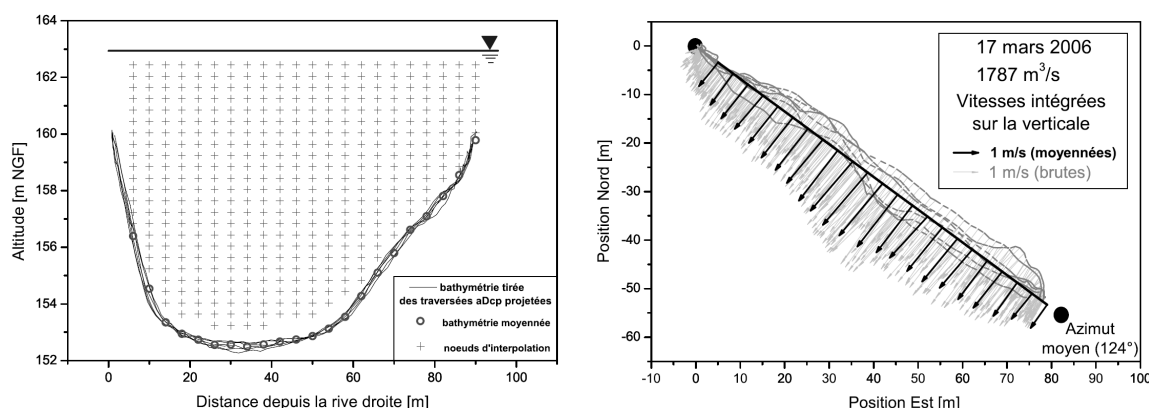 164
162
160
158
156
154
152
Altitude [m NGF]
0
20
40
60
80
100
Distance depuis la rive droite [m]
bathymétrie tirée
des traversées aDcp projetées
bathymétrie moyennée
noeuds d'interpolation
0
-10
-20
-30
-40
-50
-60
Position Nord [m]
-10
0
10
20
30
40
50
60
70
80
90
100
Position Est [m]
17 mars 2006
1787 m³/s
Vitesses intégrées
sur la verticale
1 m/s (moyennées)
1 m/s (brutes)
Azimut
moyen (124°)